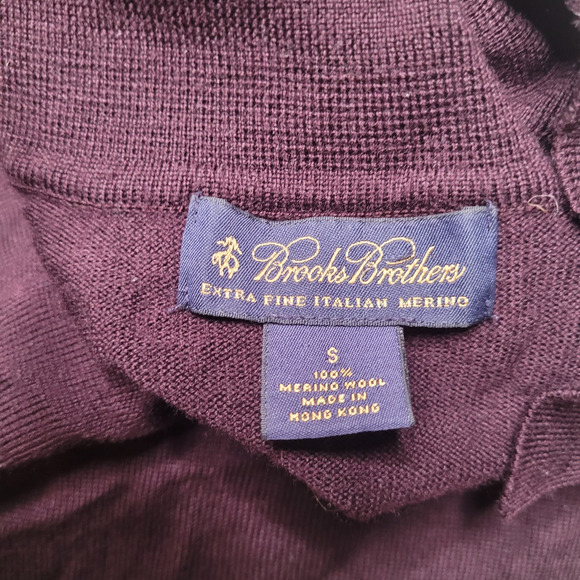 Brooks Brothers
EXTRA FINE ITALIAN MERINO
S
100%
MERINO WOOL
MADE IN
HONG KONG